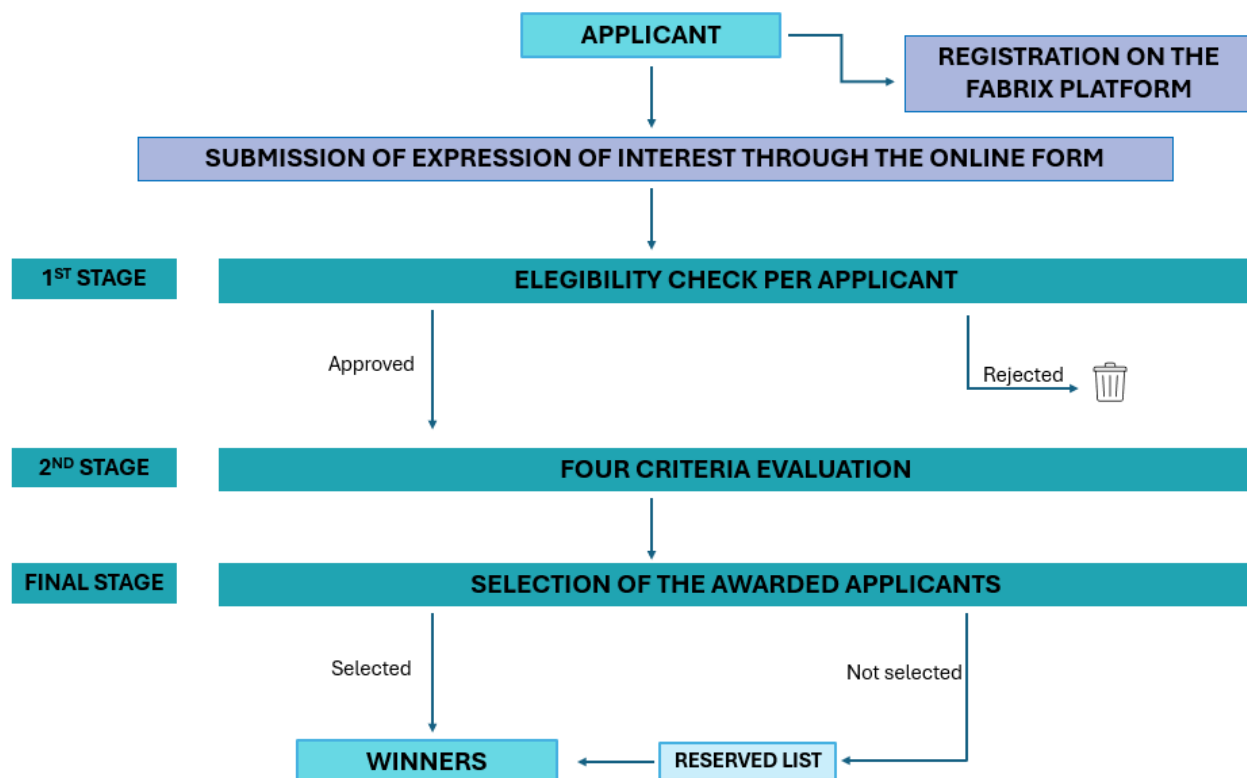 APPLICANT
REGISTRATION ON THE
FABRIX PLATFORM
SUBMISSION OF EXPRESSION OF INTEREST THROUGH THE ONLINE FORM
1ST STAGE
ELEGIBILITY CHECK PER APPLICANT
Approved
Rejected
2ND STAGE
FOUR CRITERIA EVALUATION
FINAL STAGE
SELECTION OF THE AWARDED APPLICANTS
Selected
Not selected
WINNERS
RESERVED LIST